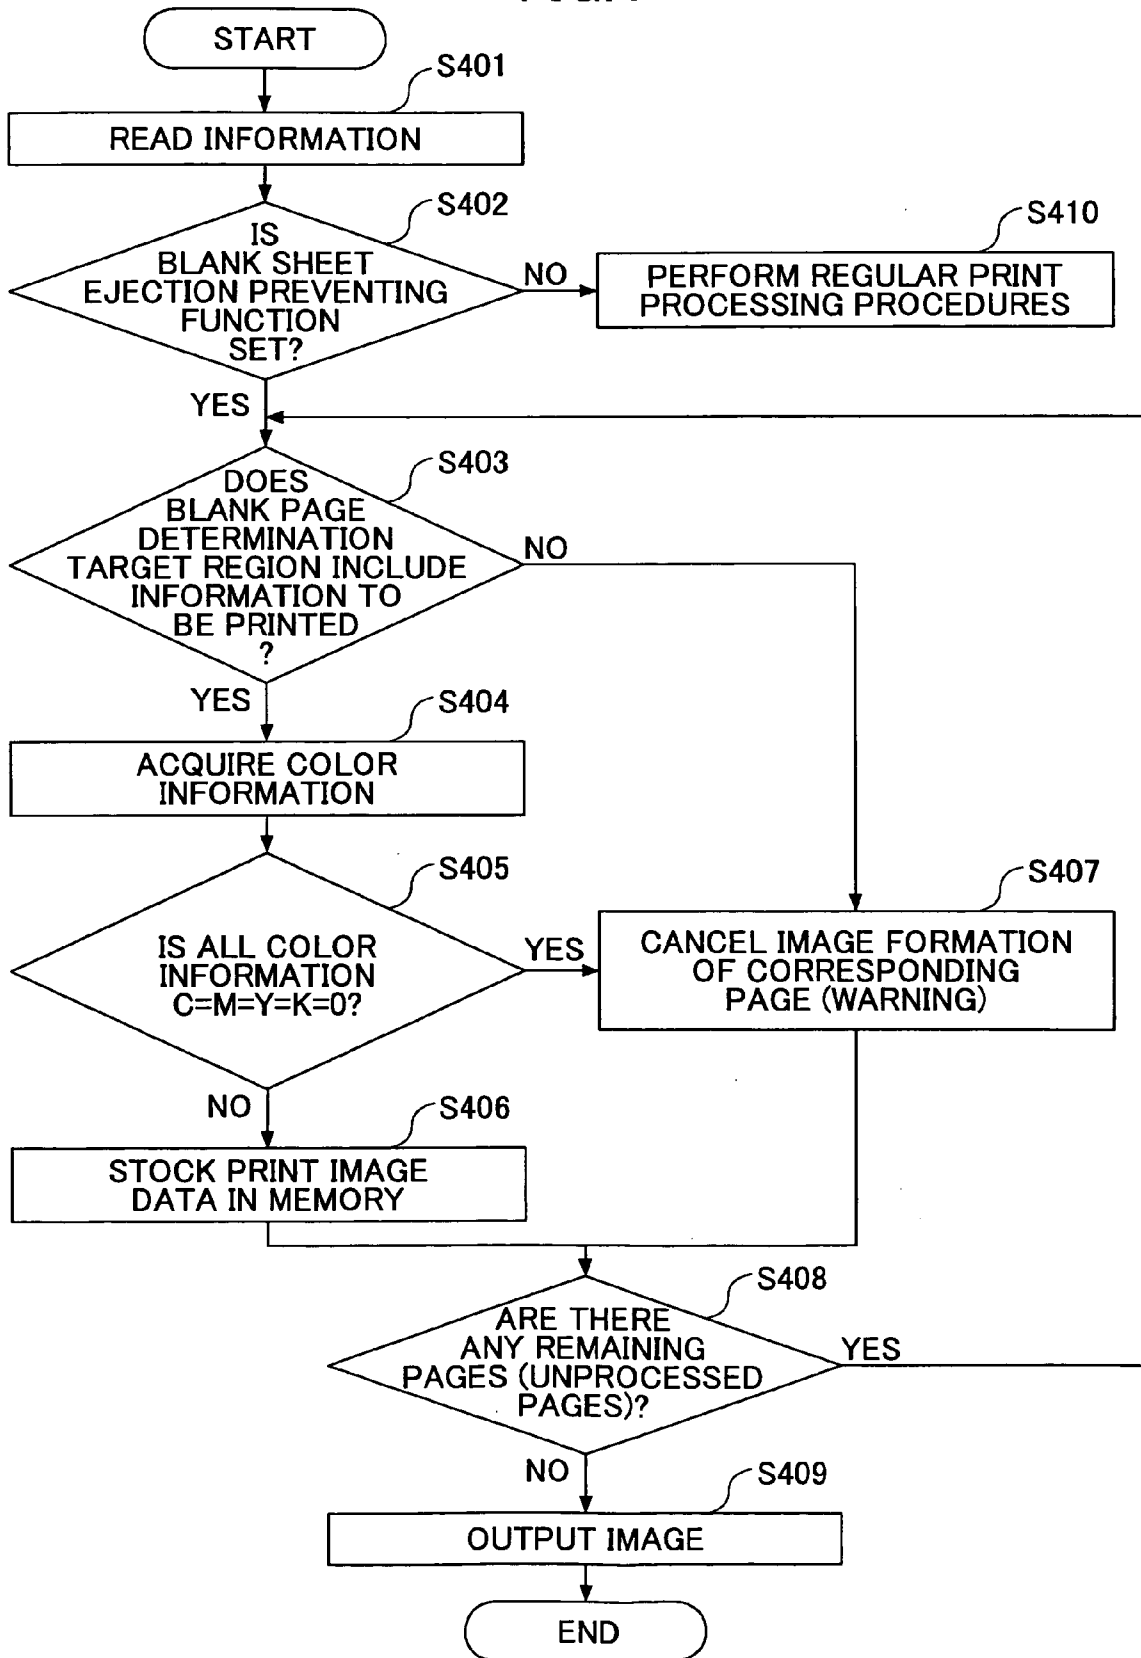 START
S401
READ INFORMATION
S402
IS
BLANK SHEET
EJECTION PREVENTING
FUNCTION
SET?
NO
S410
PERFORM REGULAR PRINT
PROCESSING PROCEDURES
YES
S403
DOES
BLANK PAGE
DETERMINATION
TARGET REGION INCLUDE
INFORMATION TO
BE PRINTED
?
NO
YES
S404
ACQUIRE COLOR
INFORMATION
S405
IS ALL COLOR
INFORMATION
C=M=Y=K=0?
YES
S407
CANCEL IMAGE FORMATION
OF CORRESPONDING
PAGE (WARNING)
NO
S406
STOCK PRINT IMAGE
DATA IN MEMORY
S408
ARE THERE
ANY REMAINING
PAGES (UNPROCESSED
PAGES)?
YES
NO
S409
OUTPUT IMAGE
END